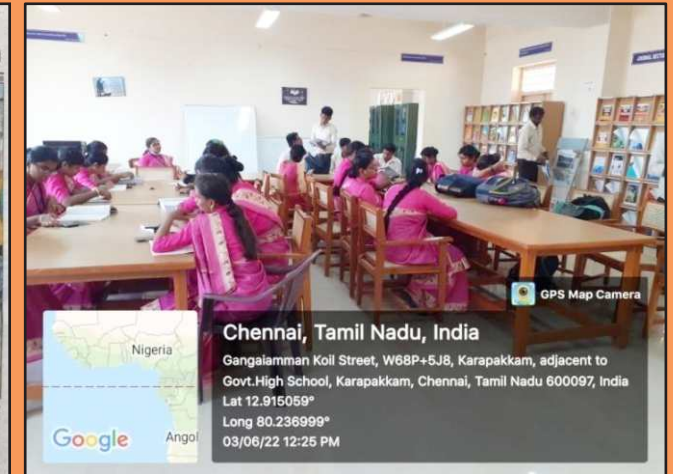 GPS Map Camera
Chennai, Tamil Nadu, India
Nigeria
Gangaiamman Koil Street, W68P+5J8, Karapakkam, adjacent to
Govt.High School, Karapakkam, Chennai, Tamil Nadu 600097, India
Lat 12.915059°
Long 80.236999°
Google
Angol
03/06/22 12:25 PM